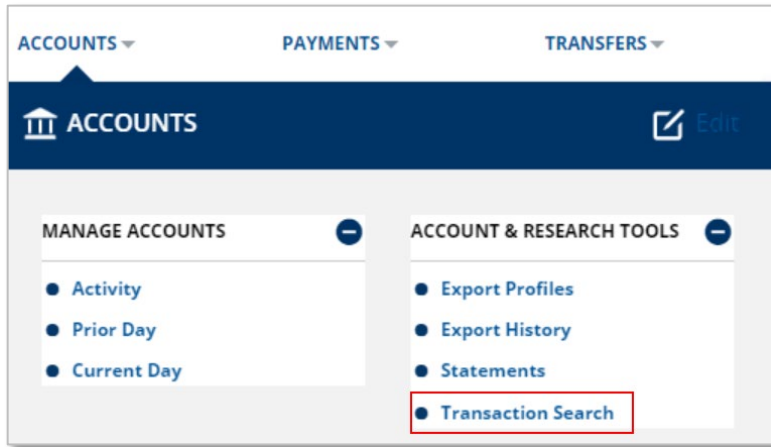 ACCOUNTS PAYMENTS TRANSFERS
ACCOUNTS Edit
MANAGE ACCOUNTS
Activity
Prior Day
Current Day
ACCOUNT & RESEARCH TOOLS
Export Profiles
Export History
Statements
Transaction Search